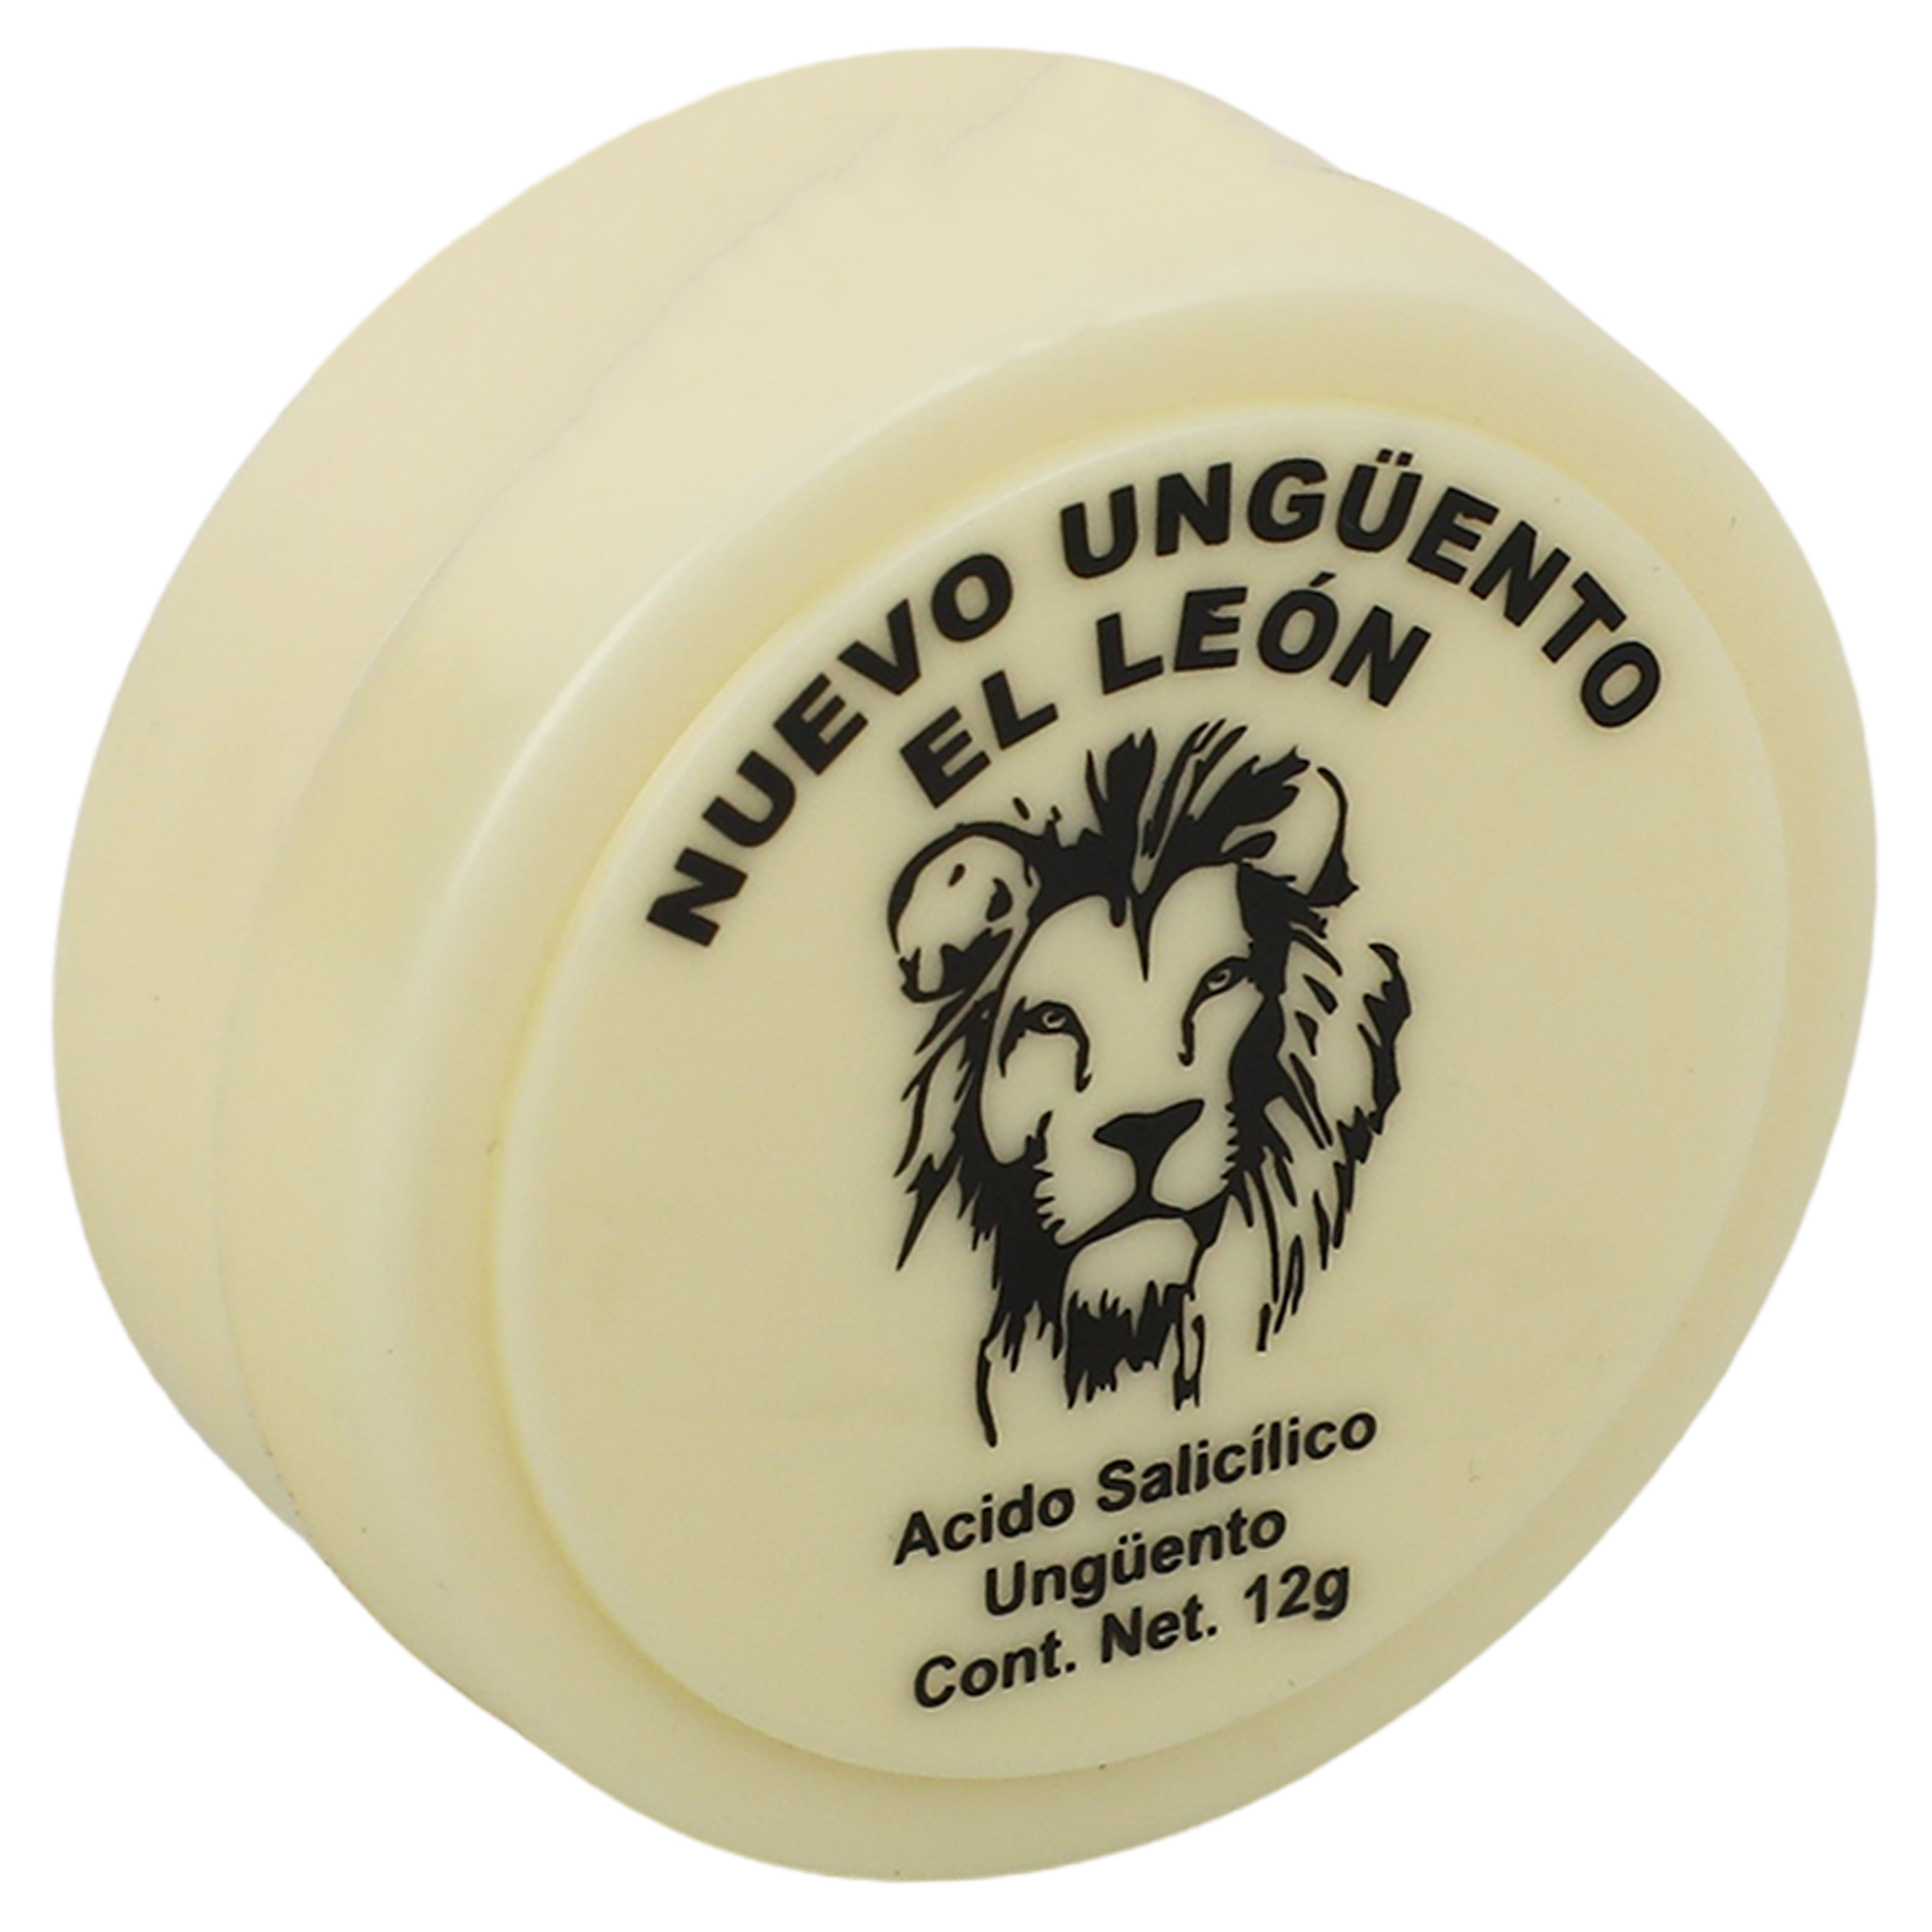 NUEVO UNGÜENTO
EL LEÓN
Acido Salicílico
Ungüento
Cont. Net. 12g